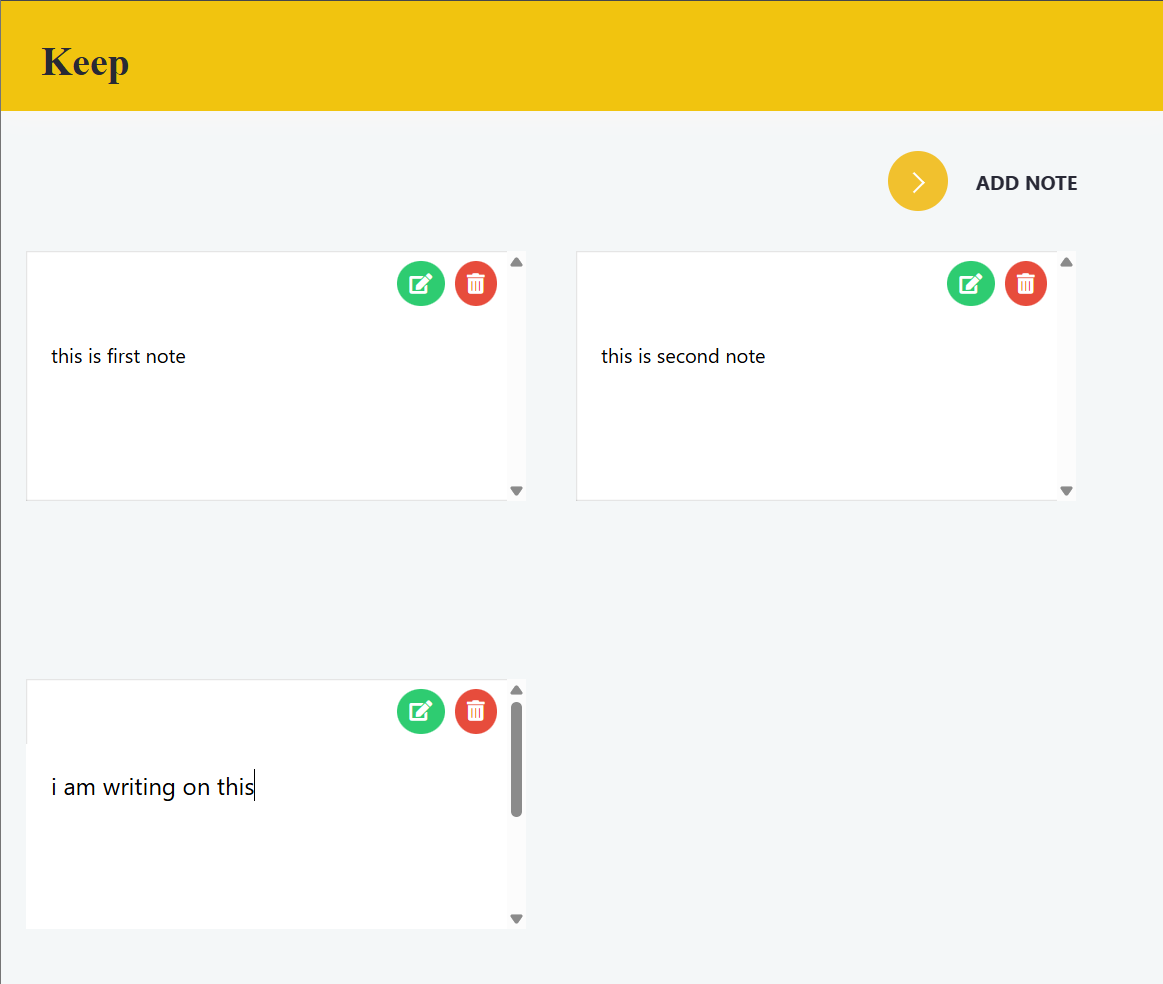 Keep
ADD NOTE
this is first note
this is second note
i am writing on this